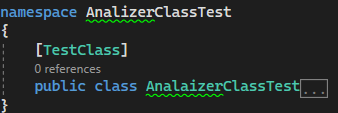 namespace AnalizerClassTest
{
[TestClass]
0 references
public class AnalaizerClassTest...
}